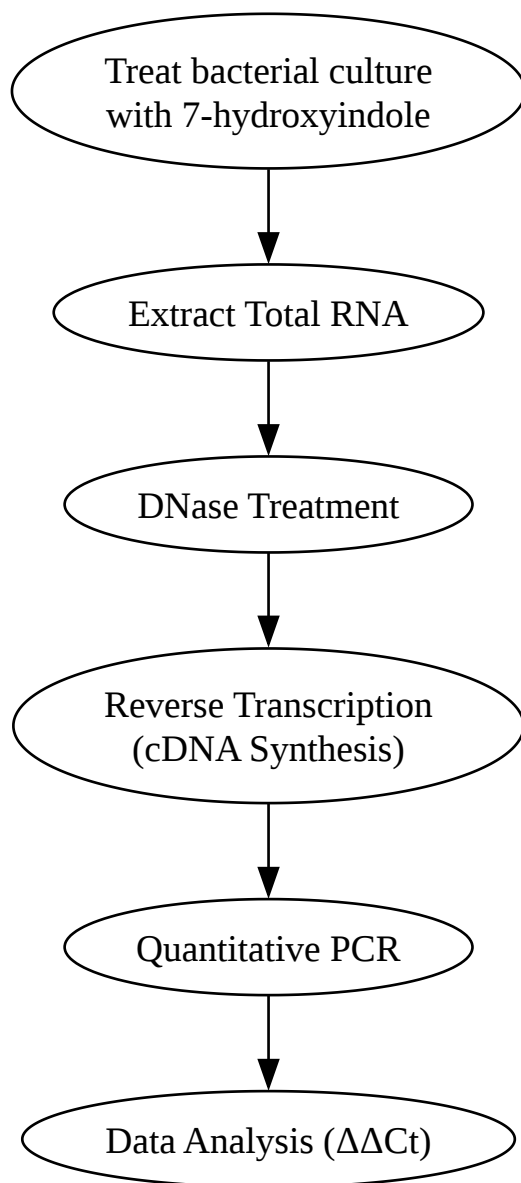 Treat bacterial culture
with 7-hydroxyindole
Extract Total RNA
DNase Treatment
Reverse Transcription
(cDNA Synthesis)
Quantitative PCR
Data Analysis (ΔΔCt)